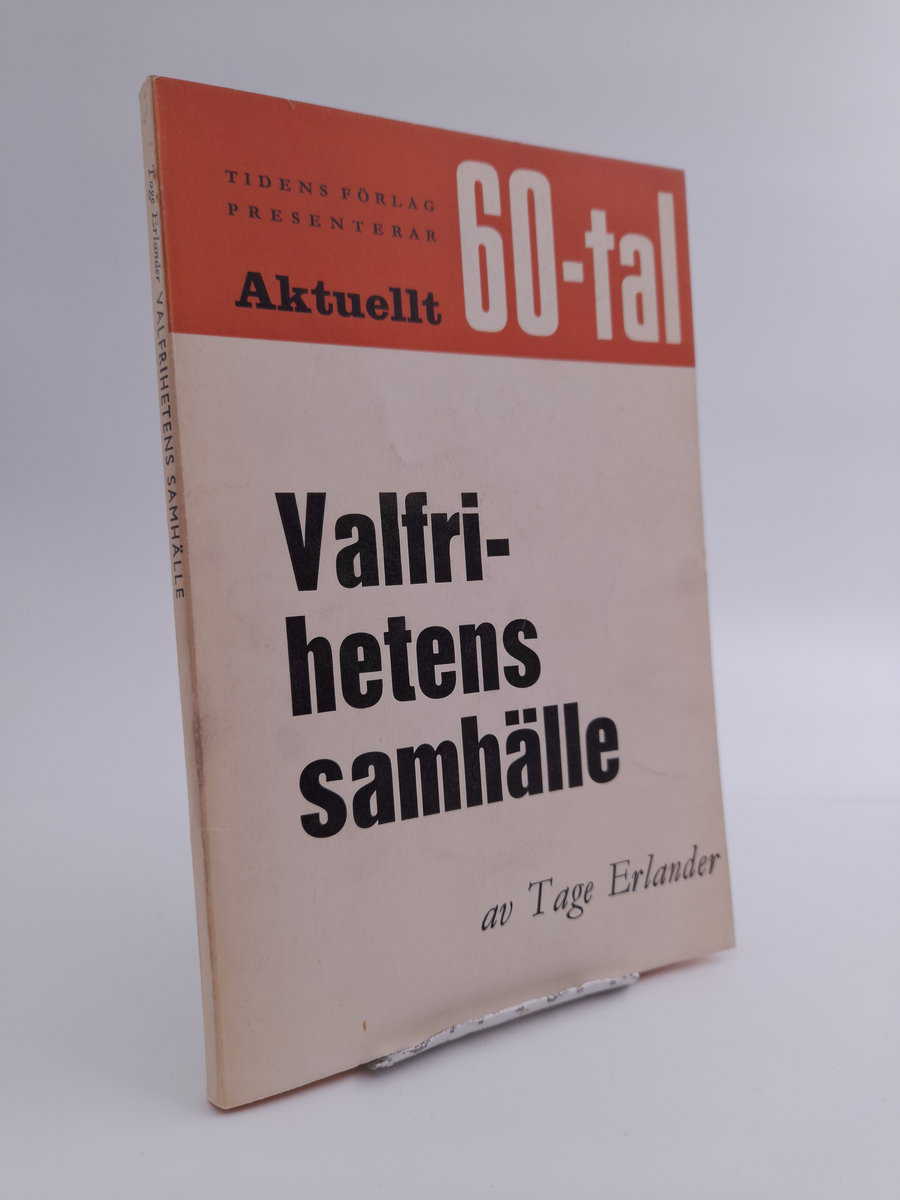 TIDENS FÖRLAG
PRESENTERAR
Aktuellt 60-tal
Valfri-
hetens
samhälle
av Tage Erlander
Tage Erlander VALFRIHETENS SAMHÄLLE